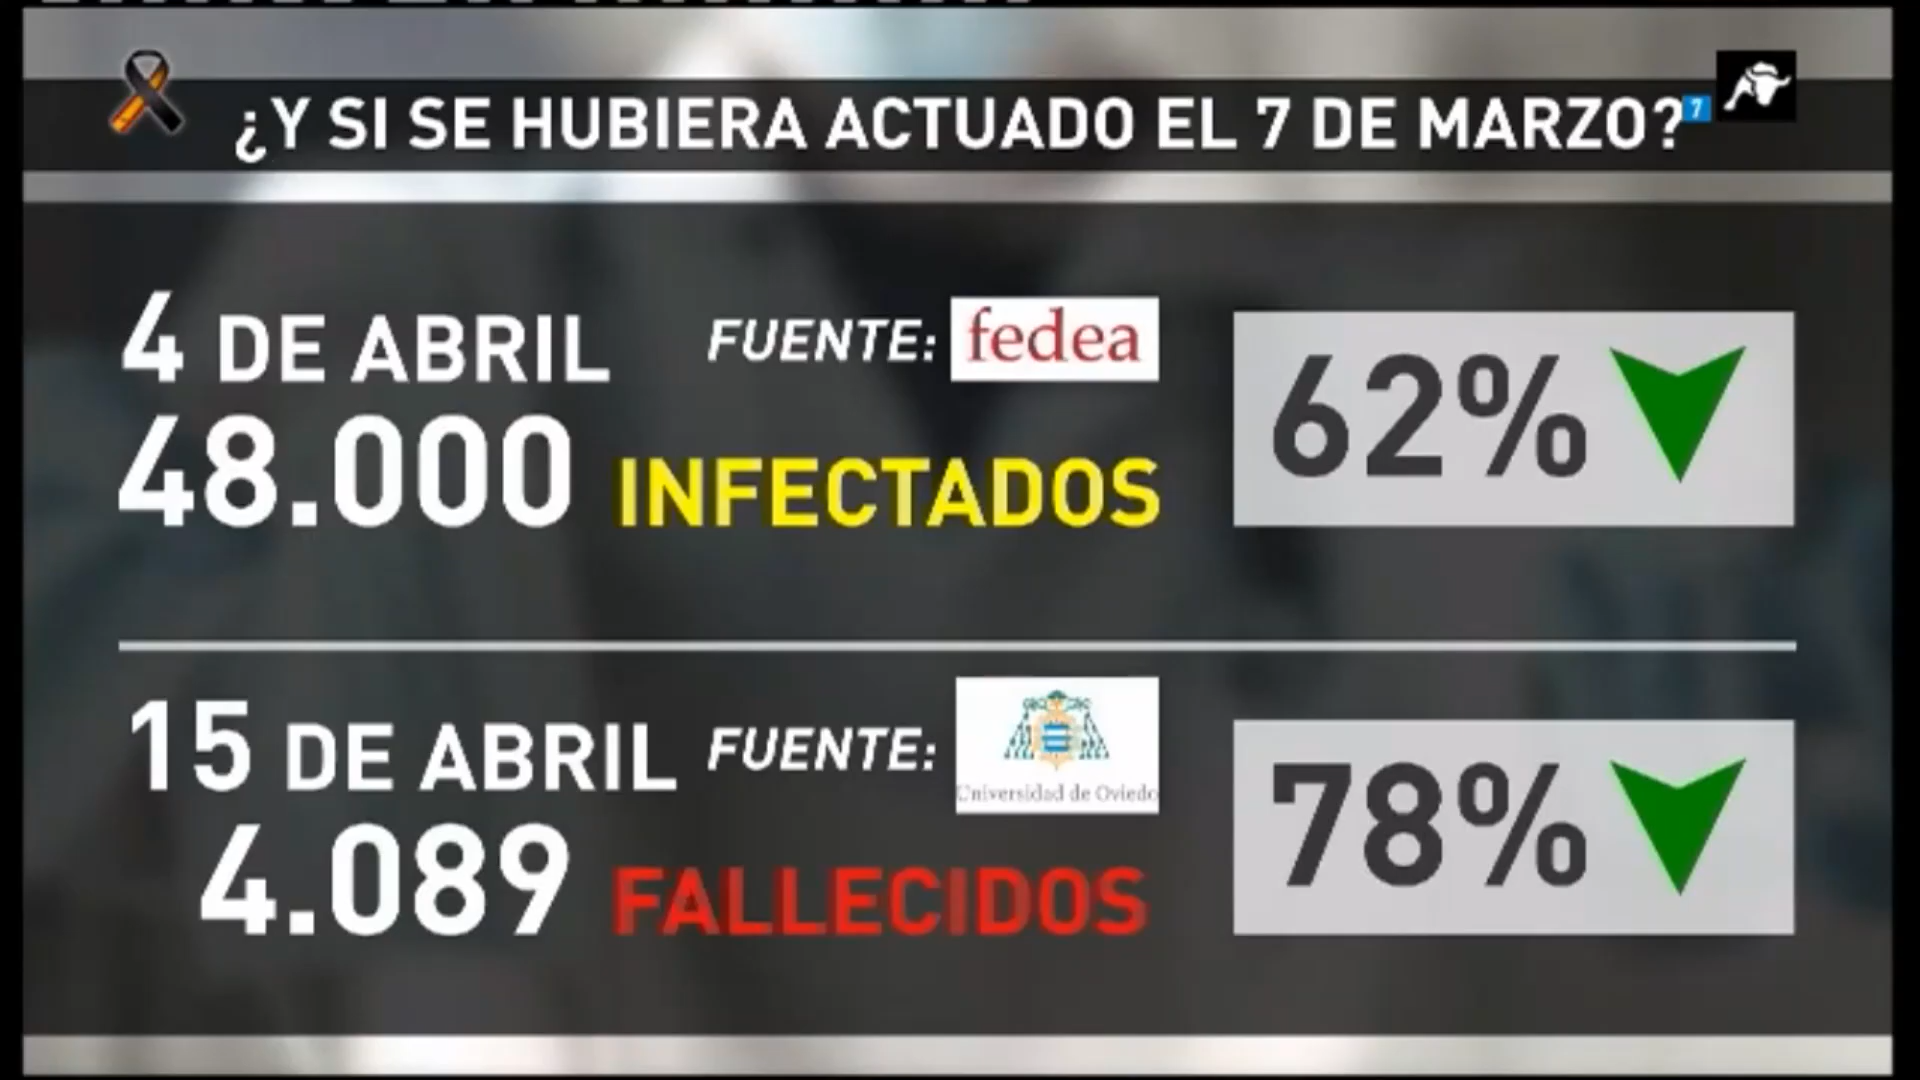 ¿Y SI SE HUBIERA ACTUADO EL 7 DE MARZO?
7
4 DE ABRIL
FUENTE: fedea
48.000 INFECTADOS
62%
15 DE ABRIL
FUENTE:
Universidad de Oviedo
4.089 FALLECIDOS
78%